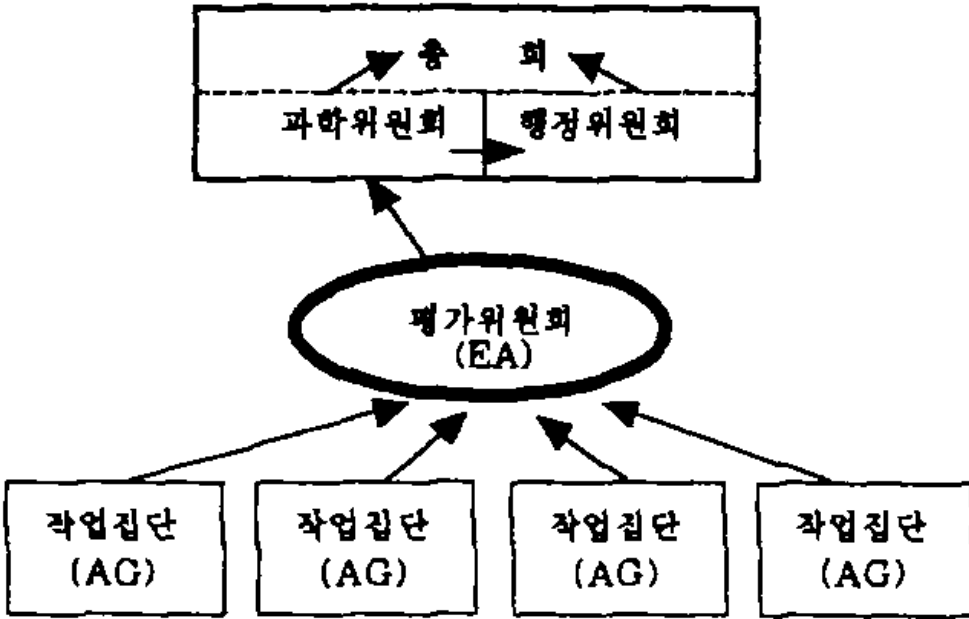 총 회
과학위원회 행정위원회
평가위원회
(EA)
작업집단 작업집단 작업집단 작업집단
(AG) (AG) (AG) (AG)